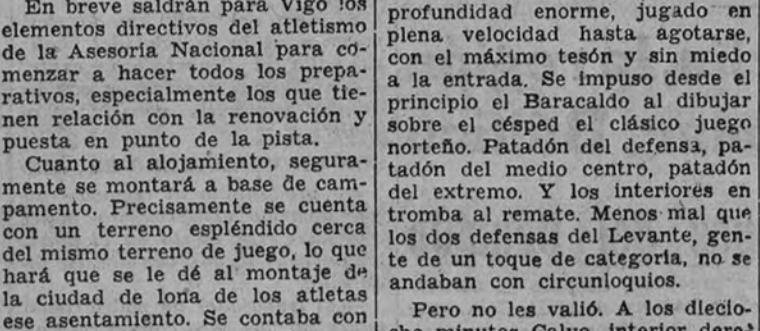 En breve saldrán para Vigo los
elementos directivos del atletismo
de la Asesoría Nacional para co-
menzar a hacer todos los prepa-
rativos, especialmente los que tie-
nen relación con la renovación y
puesta en punto de la pista.
Cuanto al alojamiento, segura-
mente se montará a base de cam-
pamento. Precisamente se cuenta
con un terreno espléndido cerca
del mismo terreno de juego, lo que
hará que se le dé al montaje de
la ciudad de lona de los atletas
ese asentamiento. Se contaba con
profundidad enorme, jugado en
plena velocidad hasta agotarse,
con el máximo tesón y sin miedo
a la entrada. Se impuso desde el
principio el Baracaldo al dibujar
sobre el césped el clásico juego
norteño. Patadón del defensa, pa-
tadón del medio centro, patadón
del extremo. Y los interiores en
tromba al remate. Menos mal que
los dos defensas del Levante, gen-
te de un toque de categoría, no se
andaban con circunloquios.
Pero no les valió. A los diecio-
cho minutos Calvo, interior